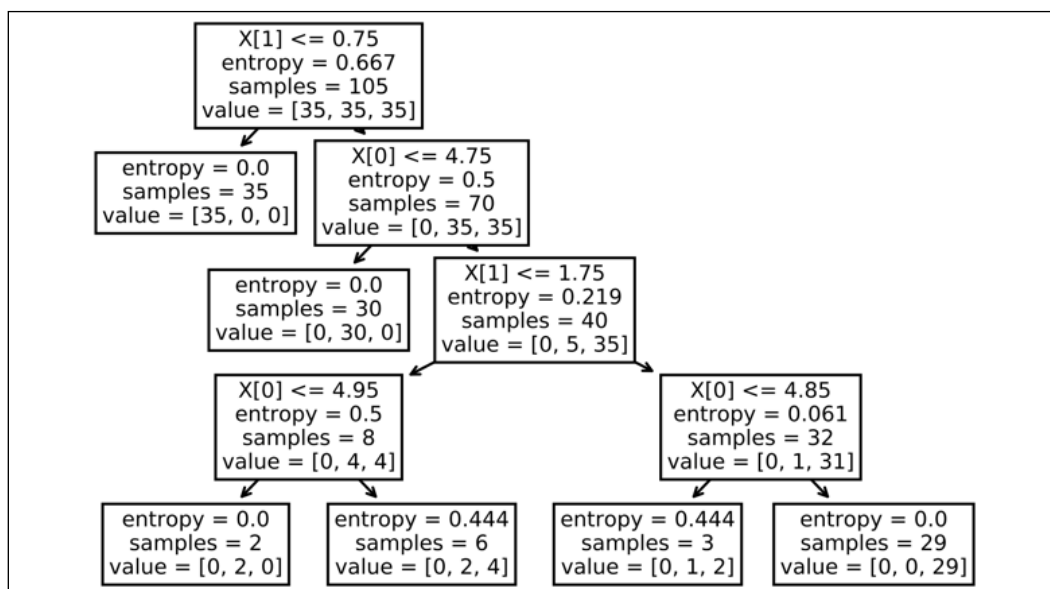 X[1] <= 0.75
entropy = 0.667
samples = 105
value = [35, 35, 35]
entropy = 0.0
samples = 35
value = [35, 0, 0]
X[0] <= 4.75
entropy = 0.5
samples = 70
value = [0, 35, 35]
entropy = 0.0
samples = 30
value = [0, 30, 0]
X[1] <= 1.75
entropy = 0.219
samples = 40
value = [0, 5, 35]
X[0] <= 4.95
entropy = 0.5
samples = 8
value = [0, 4, 4]
X[0] <= 4.85
entropy = 0.061
samples = 32
value = [0, 1, 31]
entropy = 0.0
samples = 2
value = [0, 2, 0]
entropy = 0.444
samples = 6
value = [0, 2, 4]
entropy = 0.444
samples = 3
value = [0, 1, 2]
entropy = 0.0
samples = 29
value = [0, 0, 29]